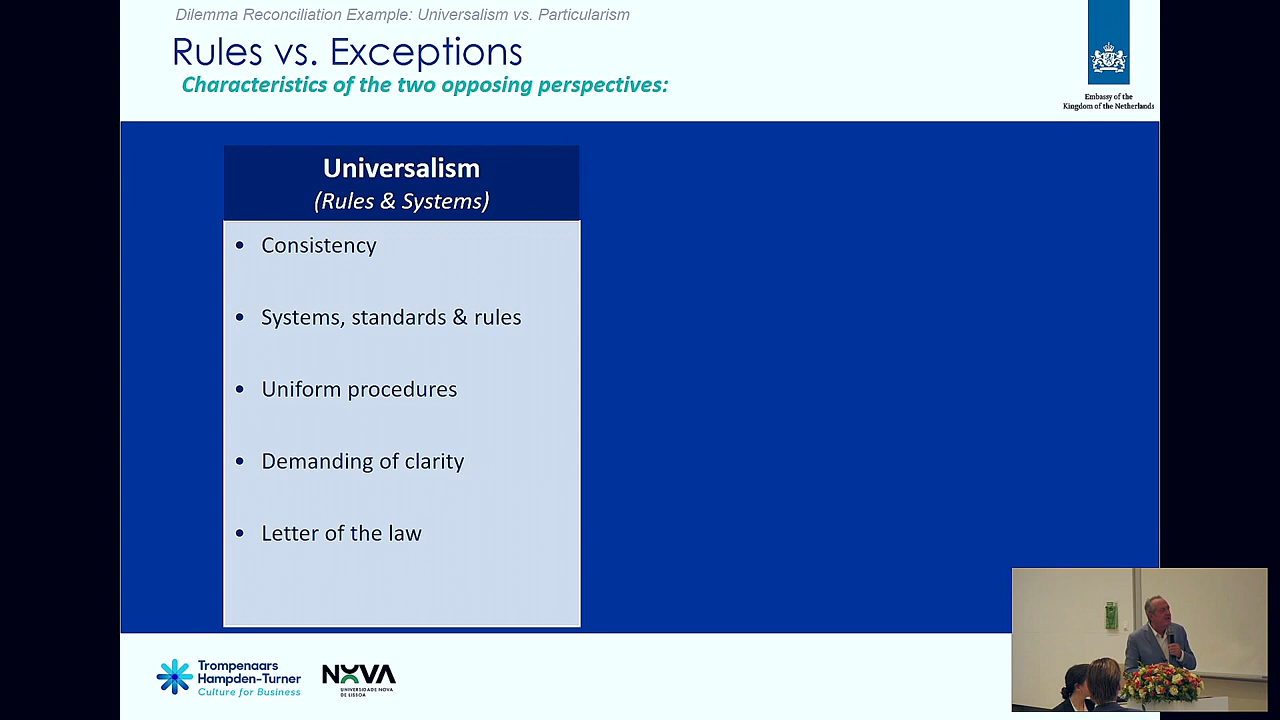 Dilemma Reconciliation Example: Universalism vs. Particularism
Rules vs. Exceptions
Characteristics of the two opposing perspectives:
Embassy of the
Kingdom of the Netherlands
Universalism
(Rules & Systems)
• Consistency
• Systems, standards & rules
• Uniform procedures
• Demanding of clarity
• Letter of the law
Trompenaars
Hampden-Turner
Culture for Business
NOVA
UNIVERSIDADE NOVA
DE LISBOA